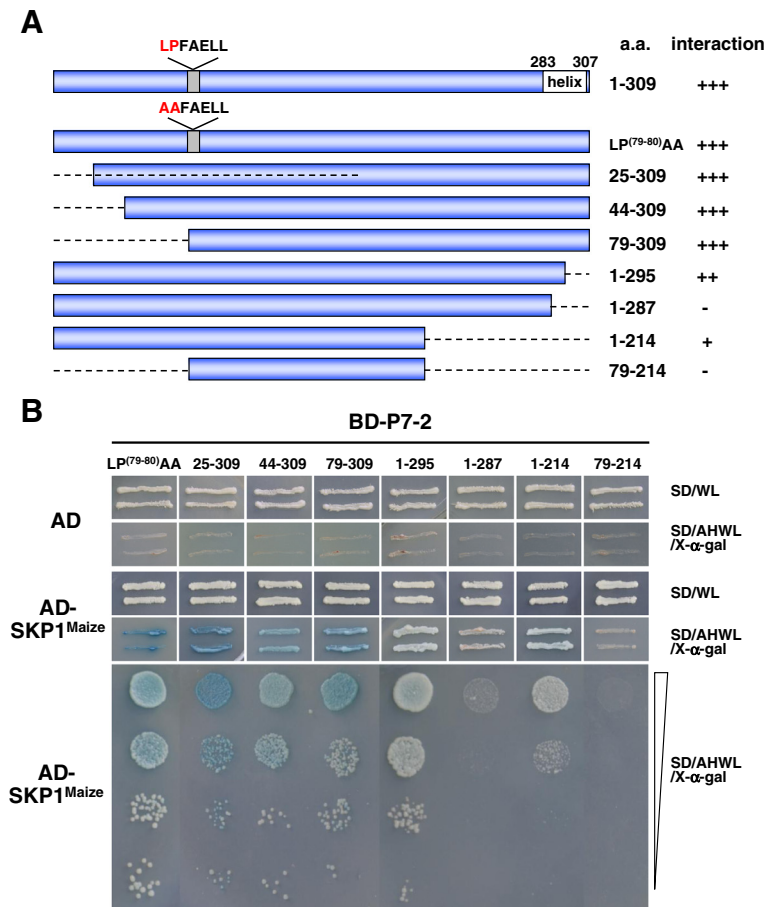 A
LPFAELL
283 307
a.a. interaction
helix
1-309 +++
AAFAELL
LP(79-80)AA +++
25-309 +++
44-309 +++
79-309 +++
1-295 ++
1-287 -
1-214 +
79-214 -
B
BD-P7-2
LP(79-80)AA 25-309 44-309 79-309 1-295 1-287 1-214 79-214
AD
SD/WL
SD/AHWL
/X-α-gal
AD-
SKP1Maize
SD/WL
SD/AHWL
/X-α-gal
AD-
SKP1Maize
SD/AHWL
/X-α-gal